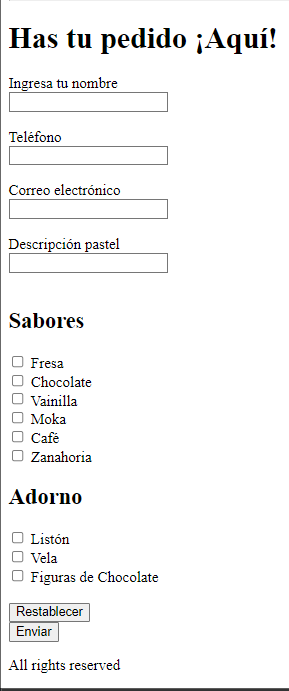 Has tu pedido ¡Aquí!
Ingresa tu nombre
Teléfono
Correo electrónico
Descripción pastel
Sabores
Fresa
Chocolate
Vainilla
Moka
Café
Zanahoria
Adorno
Listón
Vela
Figuras de Chocolate
Restablecer
Enviar
All rights reserved